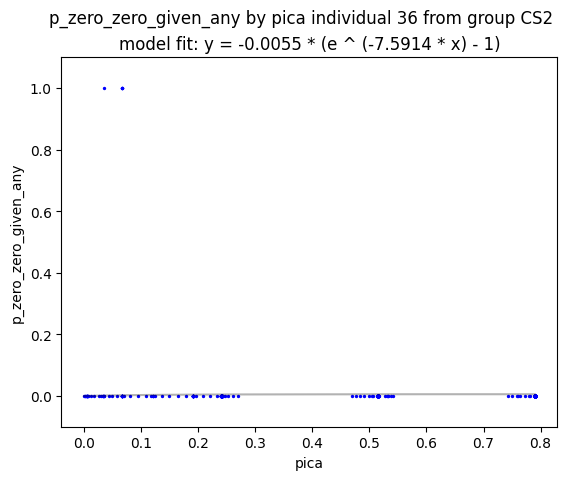 p_zero_zero_given_any by pica individual 36 from group CS2
model fit: y = -0.0055 * (e ^ (-7.5914 * x) - 1)
1.0
0.8
0.6
0.4
0.2
0.0
p_zero_zero_given_any
0.0 0.1 0.2 0.3 0.4 0.5 0.6 0.7 0.8
pica